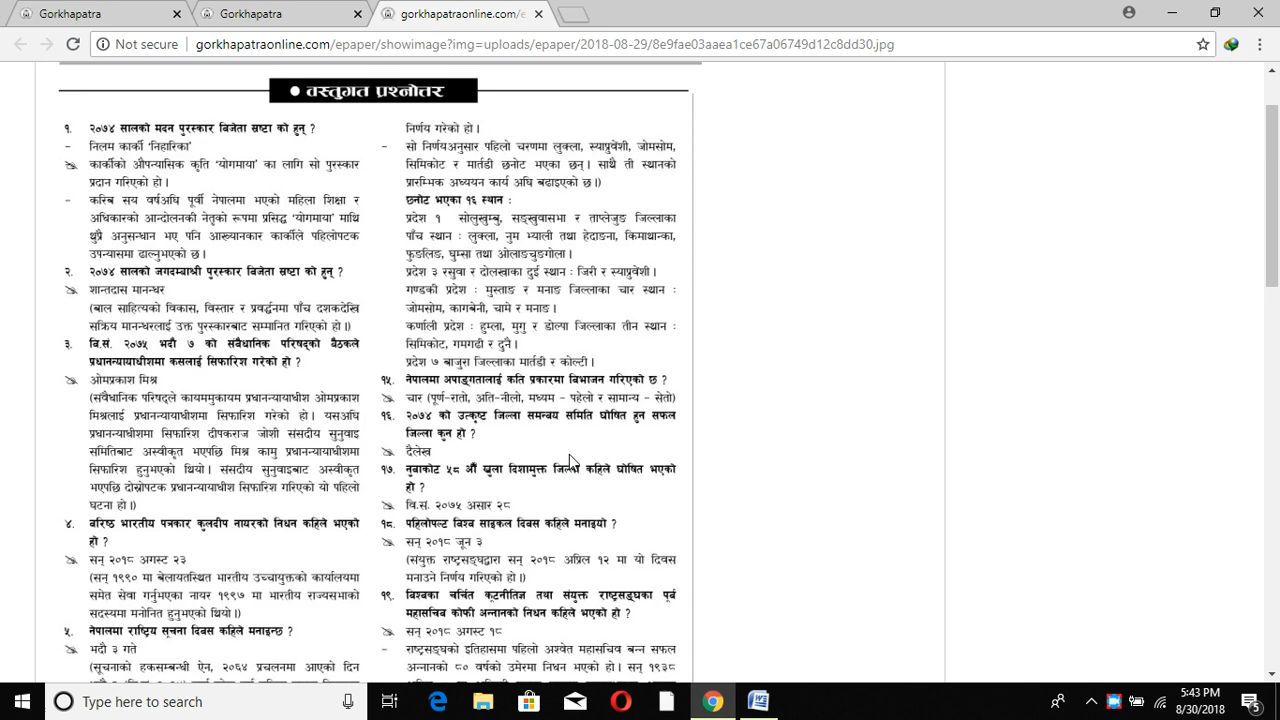 Gorkhapatra
Gorkhapatra
gorkhapatraonline.com/epape
Not secure
gorkhapatraonline.com/epaper/showimage?img=uploads/epaper/2018-08-29/8e9fae03aaea1ce67a06749d12c8dd30.jpg
वस्तुगत प्रश्नोत्तर
१. २०७४ सालको मदन पुरस्कार बिजेता स्रष्टा को हुन् ?
- निलम कार्की 'निहारिका'
कार्कीको औपन्यासिक कृति 'योगमाया' का लागि सो पुरस्कार
प्रदान गरिएको हो।
- करिब सय वर्षअघि पूर्वी नेपालमा भएको महिला शिक्षा र
अधिकारको आन्दोलनकी नेतृको रूपमा प्रसिद्ध 'योगमाया' माथि
थुप्रै अनुसन्धान भए पनि आख्यानकार कार्कीले पहिलोपटक
उपन्यासमा ढाल्नुभएको छ।
२. २०७४ सालको जगदम्बाश्री पुरस्कार बिजेता स्रष्टा को हुन् ?
शान्तदास मानन्धर
(बाल साहित्यको विकास, विस्तार र प्रवर्द्धनमा पाँच दशकदेखि
सक्रिय मानन्धरलाई उक्त पुरस्कारबाट सम्मानित गरिएको हो।)
३. बि.सं. २०७५ भदौ ७ को संबैधानिक परिषद्को बैठकले
प्रधानन्यायाधीशमा कसलाई सिफारिश गरेको हो ?
ओमप्रकाश मिश्र
(संवैधानिक परिषद्ले कायममुकायम प्रधानन्यायाधीश ओमप्रकाश
मिश्रलाई प्रधानन्यायाधीशमा सिफारिश गरेको हो। यसअघि
प्रधानन्यायाधीशमा सिफारिश दीपकराज जोशी संसदीय सुनुवाइ
समितिबाट अस्वीकृत भएपछि मिश्र कामु प्रधानन्यायाधीशमा
सिफारिश हुनुभएको थियो। संसदीय सुनुवाइबाट अस्वीकृत
भएपछि दोस्रोपटक प्रधानन्यायाधीश सिफारिश गरिएको यो पहिलो
घटना हो।)
४. बरिष्ठ भारतीय पत्रकार कुलदीप नायरको निधन कहिले भएको
हो ?
सन् २०१८ अगस्ट २३
(सन् १९९० मा बेलायतस्थित भारतीय उच्चायुक्तको कार्यालयमा
समेत सेवा गर्नुभएका नायर १९९७ मा भारतीय राज्यसभाको
सदस्यमा मनोनित हुनुभएको थियो।)
५. नेपालमा राष्ट्रिय सूचना दिवस कहिले मनाइन्छ ?
भदौ ३ गते
(सूचनाको हकसम्बन्धी ऐन, २०६४ प्रचलनमा आएको दिन
निर्णय गरेको हो।
- सो निर्णयअनुसार पहिलो चरणमा लुक्ला, स्याप्रुवेंशी, जोमसोम,
सिमिकोट र मार्तडी छनोट भएका छन्। साथै ती स्थानको
प्रारम्भिक अध्ययन कार्य अघि बढाइएको छ।)
छनोट भएका १६ स्थान :
प्रदेश १ सोलुखुम्बु, सङ्खुवासभा र ताप्लेजुङ जिल्लाका
पाँच स्थान : लुक्ला, नुम भ्याली तथा हेदाङना, किमाथान्का,
फुङलिङ, घुम्सा तथा ओलाङचुङगोला।
प्रदेश ३ रसुवा र दोलखाका दुई स्थान : जिरी र स्याप्रुवेंशी।
गण्डकी प्रदेश : मुस्ताङ र मनाङ जिल्लाका चार स्थान :
जोमसोम, कागबेनी, चामे र मनाङ।
कर्णाली प्रदेश : हुम्ला, मुगु र डोल्पा जिल्लाका तीन स्थान :
सिमिकोट, गमगढी र दुनै।
प्रदेश ७ बाजुरा जिल्लाका मार्तडी र कोल्टी।
१५. नेपालमा अपाङ्गतालाई कति प्रकारमा बिभाजन गरिएको छ ?
चार (पूर्ण-रातो, अति-नीलो, मध्यम - पहेलो र सामान्य - सेतो)
१६. २०७४ को उत्कृष्ट जिल्ला समन्बय समिति घोषित हुन सफल
जिल्ला कुन हो ?
दैलेख
१७. नुबाकोट ५८ औँ खुला दिशामुक्त जिल्ला कहिले घोषित भएको
हो ?
वि.सं. २०७५ असार २८
१८. पहिलोपल्ट बिश्व साइकल दिवस कहिले मनाइयो ?
सन् २०१८ जून ३
(संयुक्त राष्ट्रसङ्घद्वारा सन् २०१८ अप्रिल १२ मा यो दिवस
मनाउने निर्णय गरिएको हो।)
१९. बिश्वका चर्चित कूटनीतिज्ञ तथा संयुक्त राष्ट्रसङ्घका पूर्ब
महासचिब कोफी अन्नानको निधन कहिले भएको हो ?
सन् २०१८ अगस्ट १८
- राष्ट्रसङ्घको इतिहासमा पहिलो अश्वेत महासचिव बन्न सफल
अन्नानको ८० वर्षको उमेरमा निधन भएको हो। सन् १९३८
Type here to search
5:43 PM
8/30/2018
5